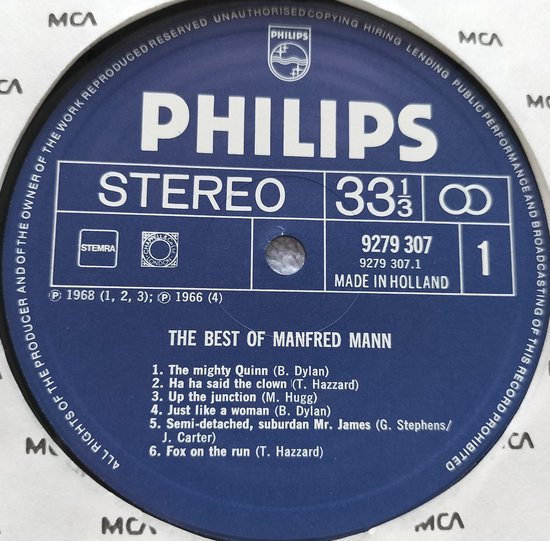 PHILIPS
PHILIPS
STEREO 33 1/3
STEMRA
9279 307
9279 307.1
MADE IN HOLLAND
1
Ⓟ 1968 (1, 2, 3); Ⓟ 1966 (4)
THE BEST OF MANFRED MANN
1. The mighty Quinn (B. Dylan)
2. Ha ha said the clown (T. Hazzard)
3. Up the junction (M. Hugg)
4. Just like a woman (B. Dylan)
5. Semi-detached, suburdan Mr. James (G. Stephens/
J. Carter)
6. Fox on the run (T. Hazzard)
ALL RIGHTS OF THE PRODUCER AND OF THE OWNER OF THE WORK REPRODUCED RESERVED UNAUTHORISED COPYING HIRING LENDING PUBLIC PERFORMANCE AND BROADCASTING OF THIS RECORD PROHIBITED
MCA
MCA
MCA
MCA